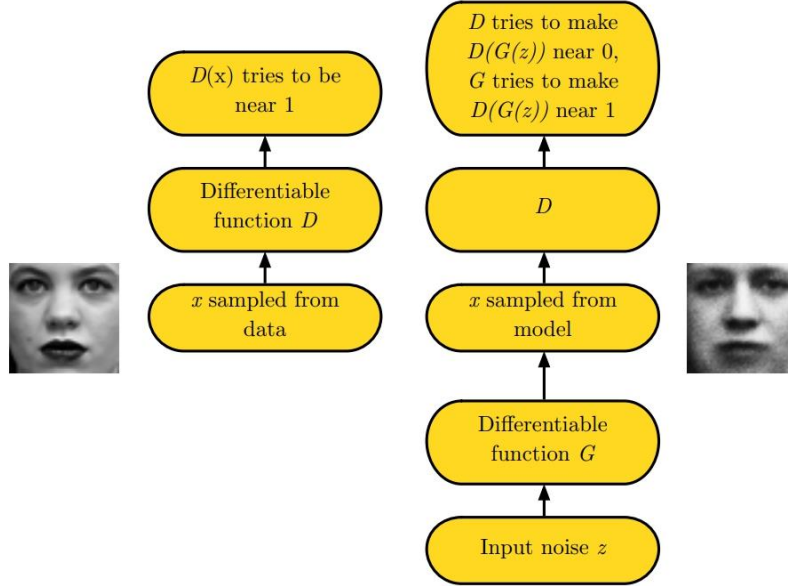 D(x) tries to be
near 1
Differentiable
function D
x sampled from
data
D tries to make
D(G(z)) near 0,
G tries to make
D(G(z)) near 1
D
x sampled from
model
Differentiable
function G
Input noise z